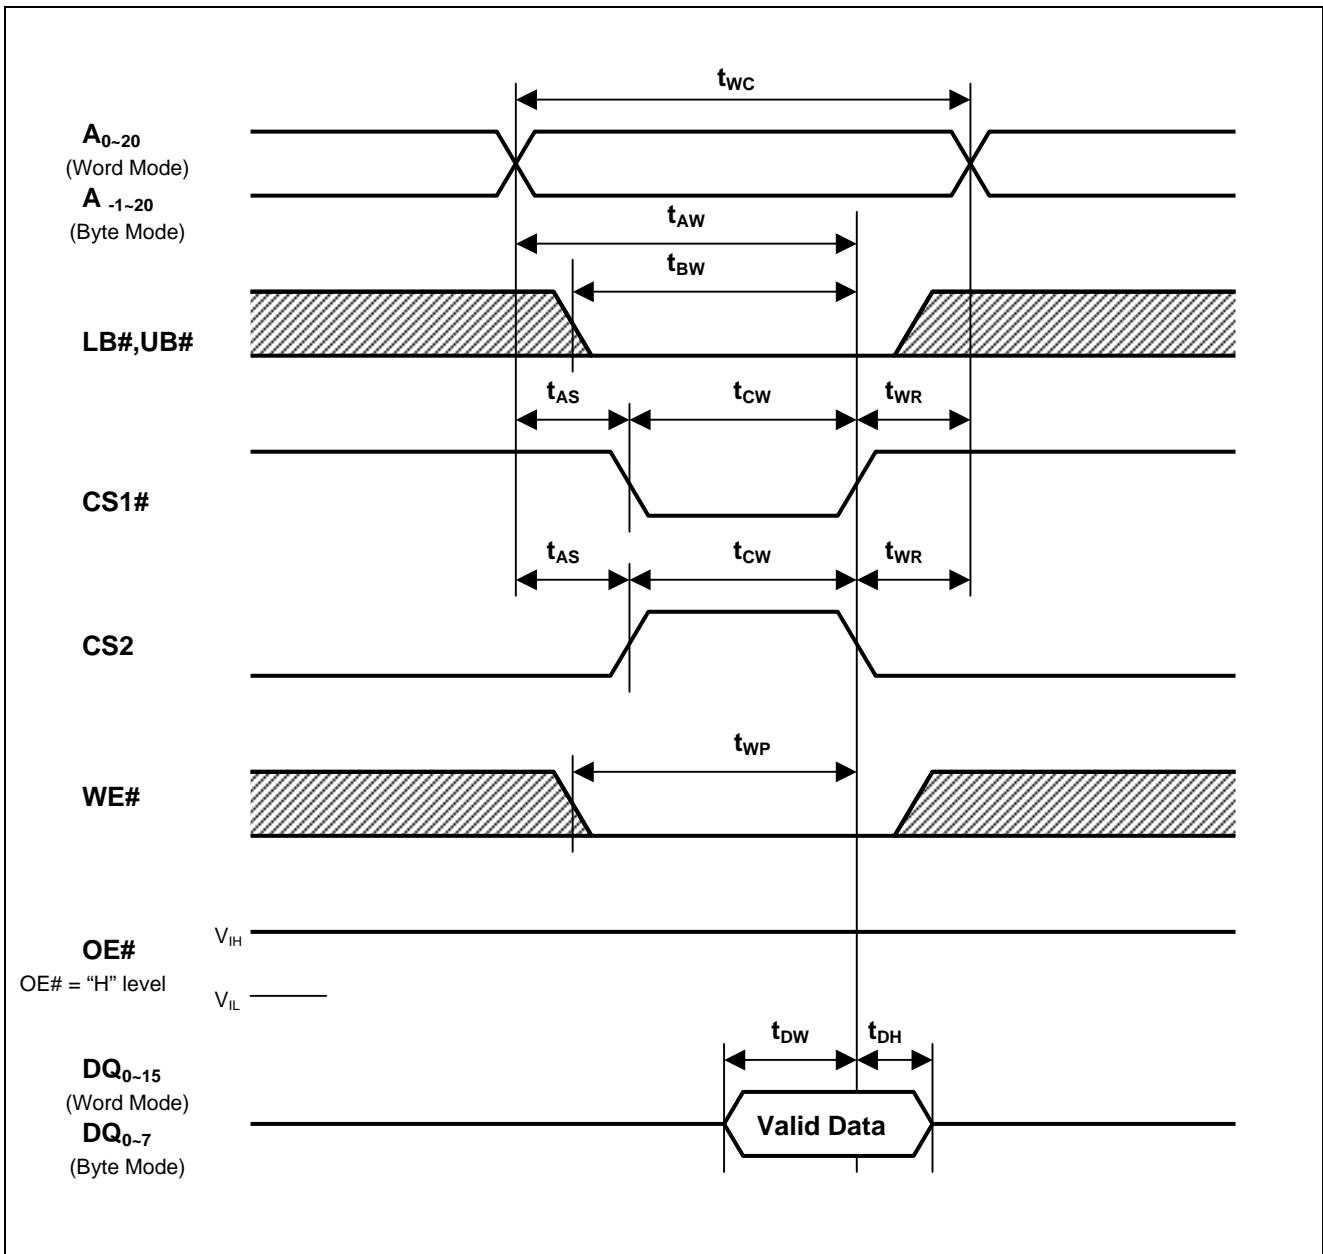 tWC
A0~20
(Word Mode)
A -1~20
(Byte Mode)
tAW
tBW
LB#,UB#
tAS tCW tWR
CS1#
tAS tCW tWR
CS2
tWP
WE#
VIH
OE#
OE# = “H” level
VIL
tDW tDH
DQ0~15
(Word Mode)
Valid Data
DQ0~7
(Byte Mode)